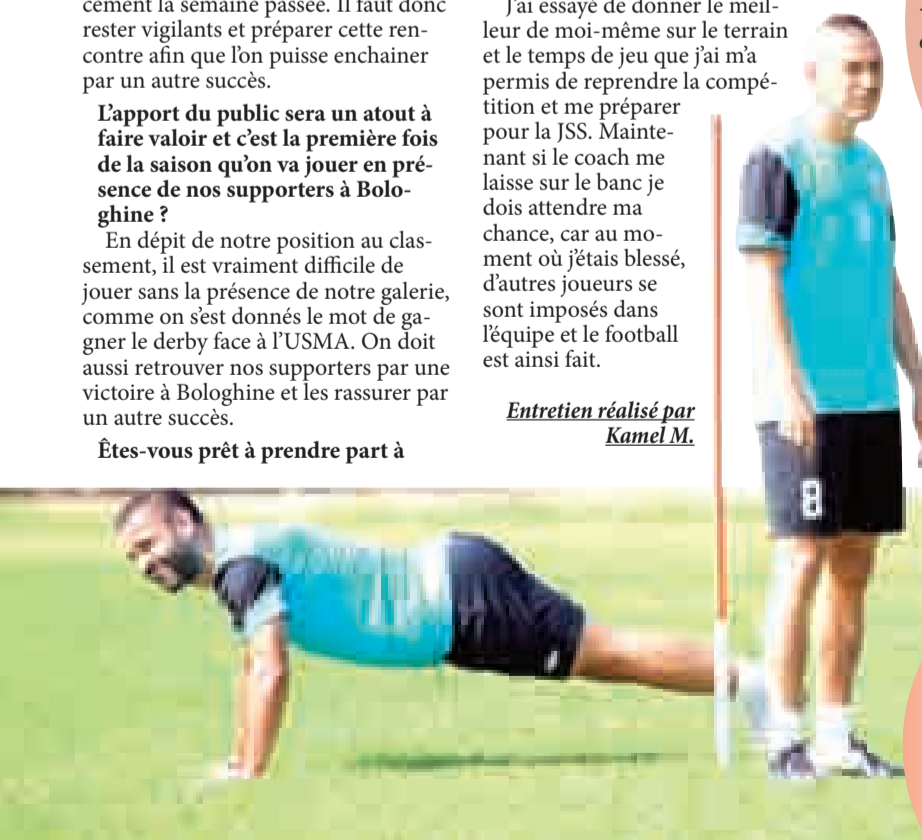 cement la semaine passée. Il faut donc
rester vigilants et préparer cette ren-
contre afin que l'on puisse enchainer
par un autre succès.
L'apport du public sera un atout à
faire valoir et c'est la première fois
de la saison qu'on va jouer en pré-
sence de nos supporters à Bolo-
ghine ?
En dépit de notre position au clas-
sement, il est vraiment difficile de
jouer sans la présence de notre galerie,
comme on s'est donnés le mot de ga-
gner le derby face à l'USMA. On doit
aussi retrouver nos supporters par une
victoire à Bologhine et les rassurer par
un autre succès.
Êtes-vous prêt à prendre part à
J'ai essayé de donner le meil-
leur de moi-même sur le terrain
et le temps de jeu que j'ai m'a
permis de reprendre la compé-
tition et me préparer
pour la JSS. Mainte-
nant si le coach me
laisse sur le banc je
dois attendre ma
chance, car au mo-
ment où j'étais blessé,
d'autres joueurs se
sont imposés dans
l'équipe et le football
est ainsi fait.
Entretien réalisé par
Kamel M.
8